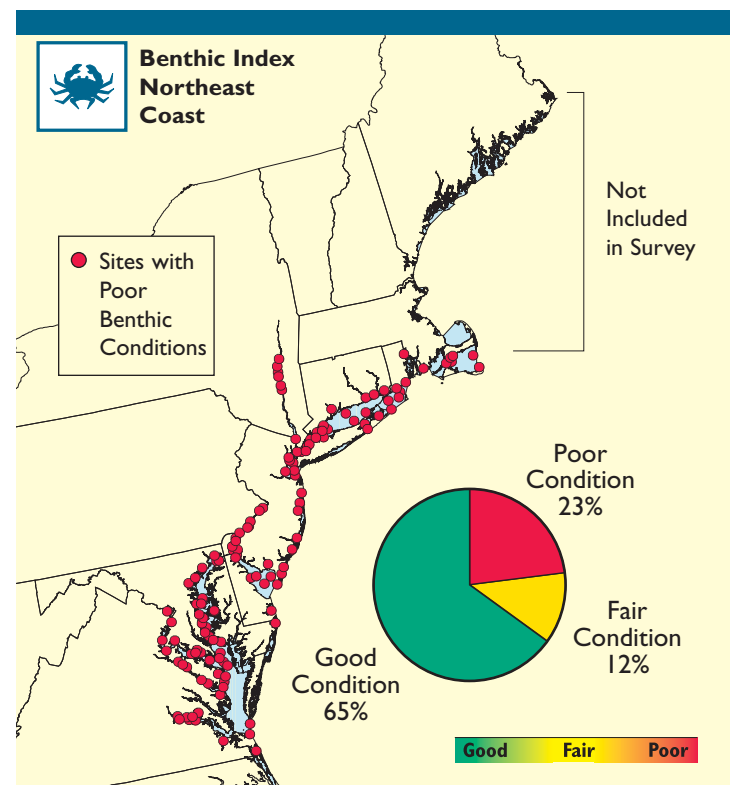 Benthic Index
Northeast
Coast
Not
Included
in Survey
Sites with
Poor
Benthic
Conditions
Poor
Condition
23%
Fair
Condition
12%
Good
Condition
65%
Good Fair Poor